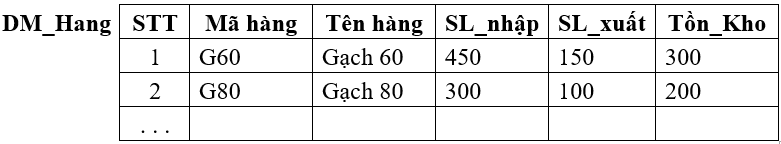 DM_Hang STT Mã hàng Tên hàng SL_nhập SL_xuất Tồn_Kho
1 G60 Gạch 60 450 150 300
2 G80 Gạch 80 300 100 200
. . .